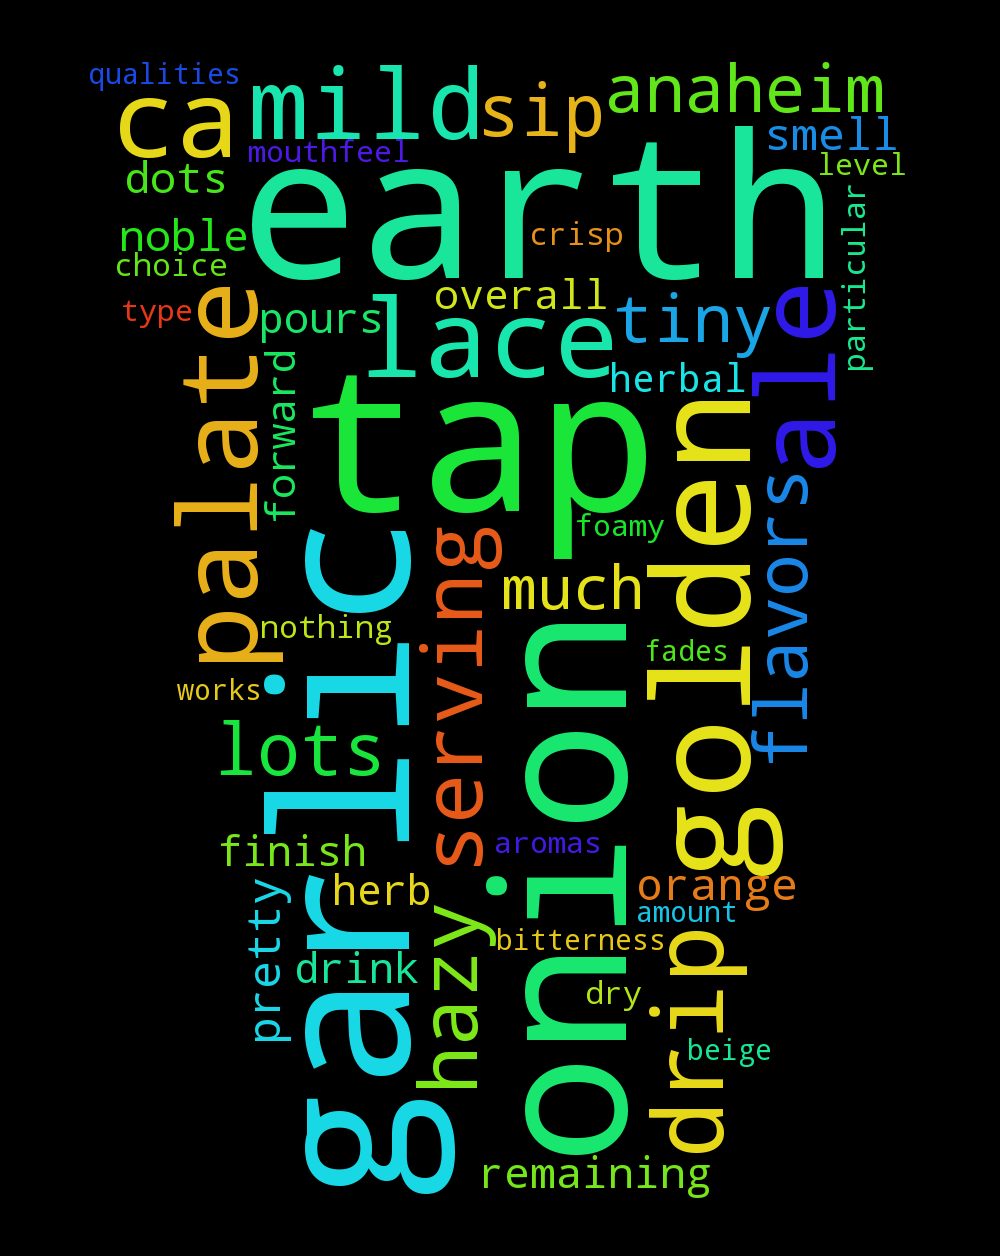 qualities
ca
mild
sip
anaheim
smell
mouthfeel
level
dots
earth
particular
noble
crisp
choice
type
palate
pours
overall
lace
tiny
ale
forward
herbal
tap
golden
flavors
foamy
garlic
serving
much
onion
nothing
fades
works
lots
finish
aromas
herb
orange
amount
pretty
hazy
bitterness
drip
drink
dry
beige
remaining